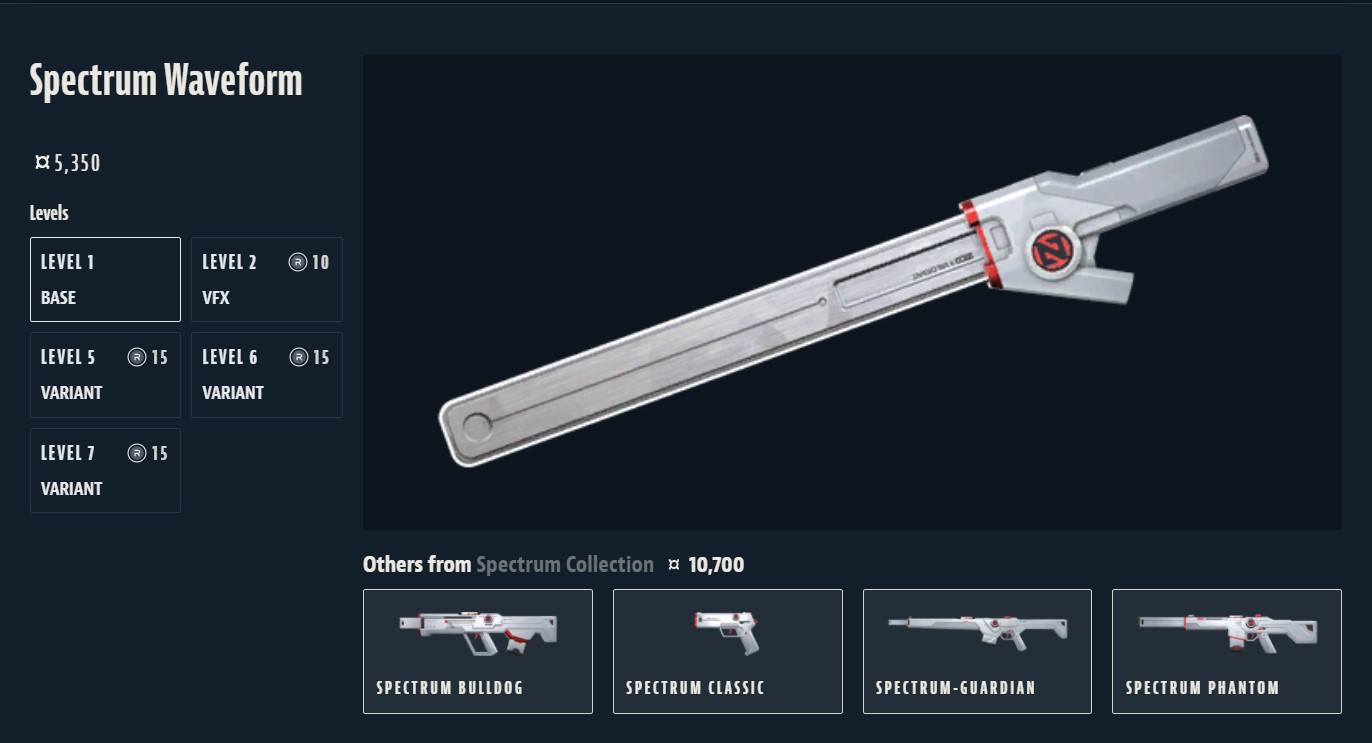 Spectrum Waveform
¤ 5,350
Levels
LEVEL 1
BASE
LEVEL 2 R 10
VFX
LEVEL 5 R 15
VARIANT
LEVEL 6 R 15
VARIANT
LEVEL 7 R 15
VARIANT
Others from Spectrum Collection ¤ 10,700
SPECTRUM BULLDOG
SPECTRUM CLASSIC
SPECTRUM-GUARDIAN
SPECTRUM PHANTOM